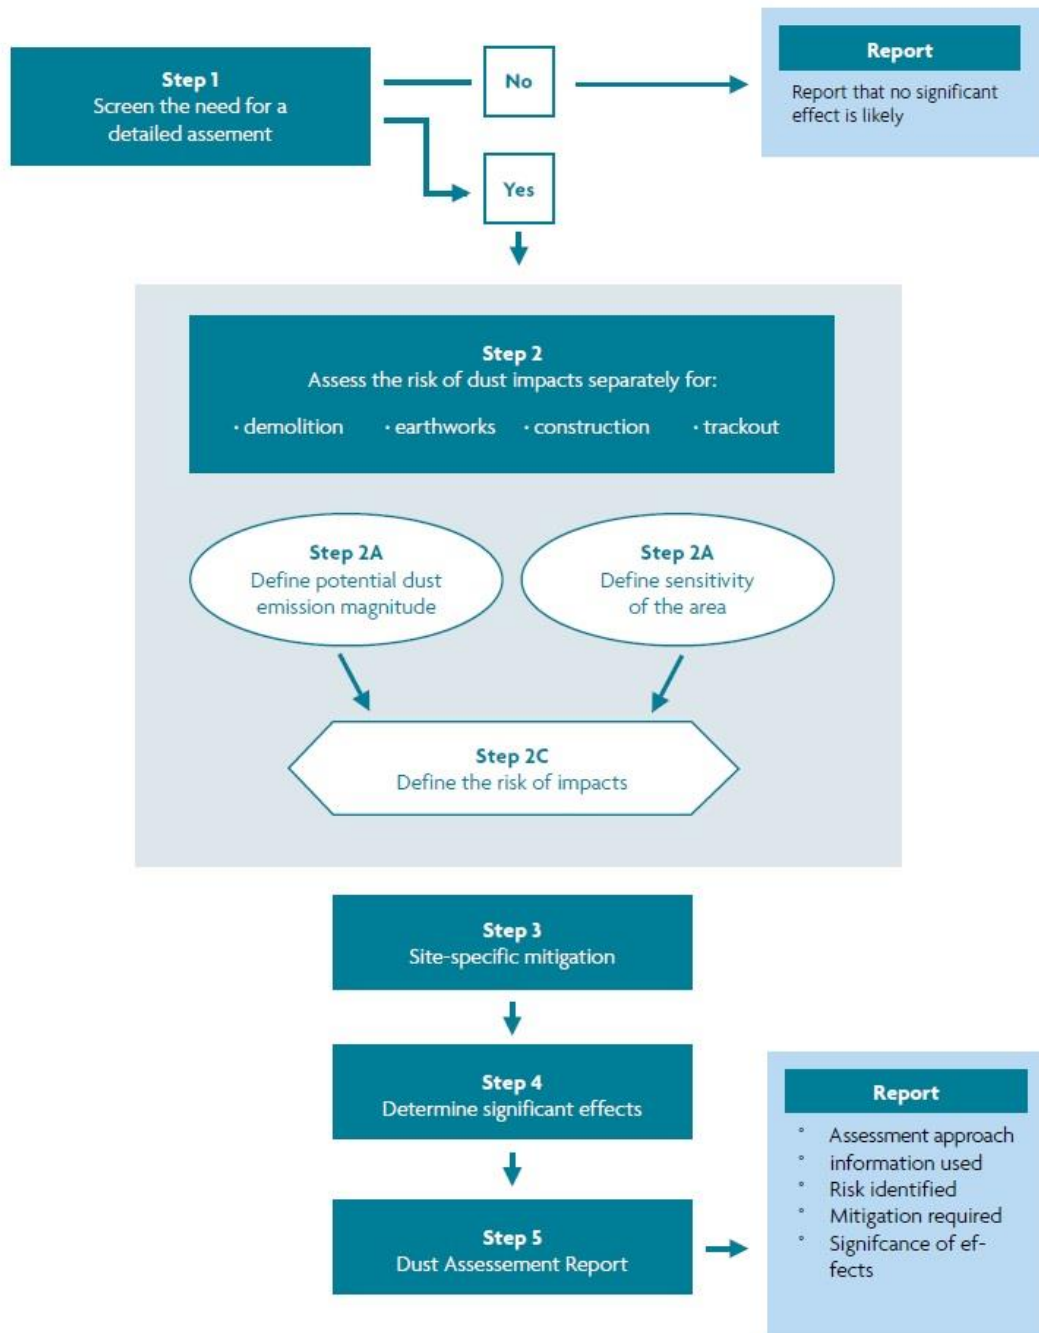 Step 1
Screen the need for a
detailed assement
No
Report
Report that no significant
effect is likely
Yes
Step 2
Assess the risk of dust impacts separately for:
· demolition · earthworks · construction · trackout
Step 2A
Define potential dust
emission magnitude
Step 2A
Define sensitivity
of the area
Step 2C
Define the risk of impacts
Step 3
Site-specific mitigation
Step 4
Determine significant effects
Step 5
Dust Assessement Report
Report
° Assessment approach
° information used
° Risk identified
° Mitigation required
° Signifcance of ef-
fects